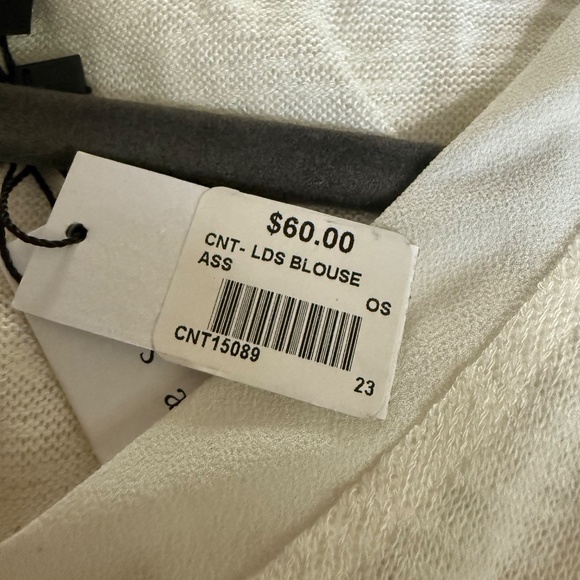 $60.00
CNT- LDS BLOUSE
ASS
OS
CNT15089
23